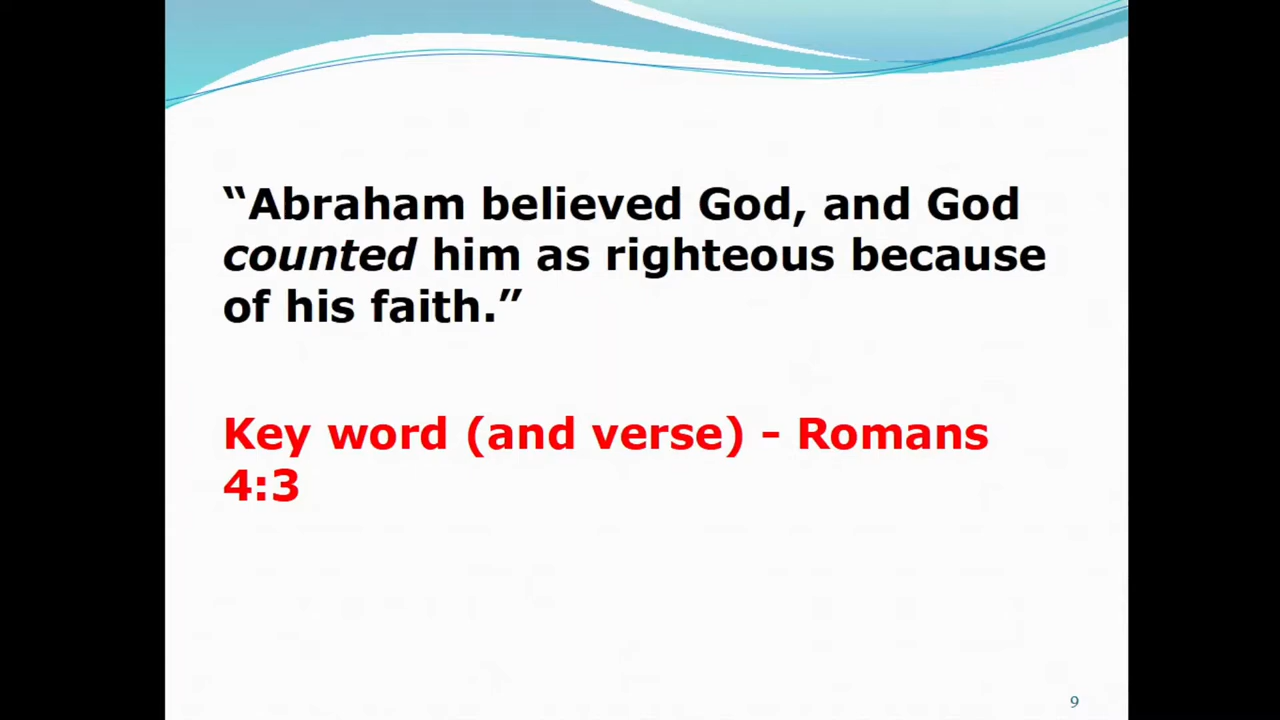 “Abraham believed God, and God
counted him as righteous because
of his faith.”
Key word (and verse) - Romans
4:3
9